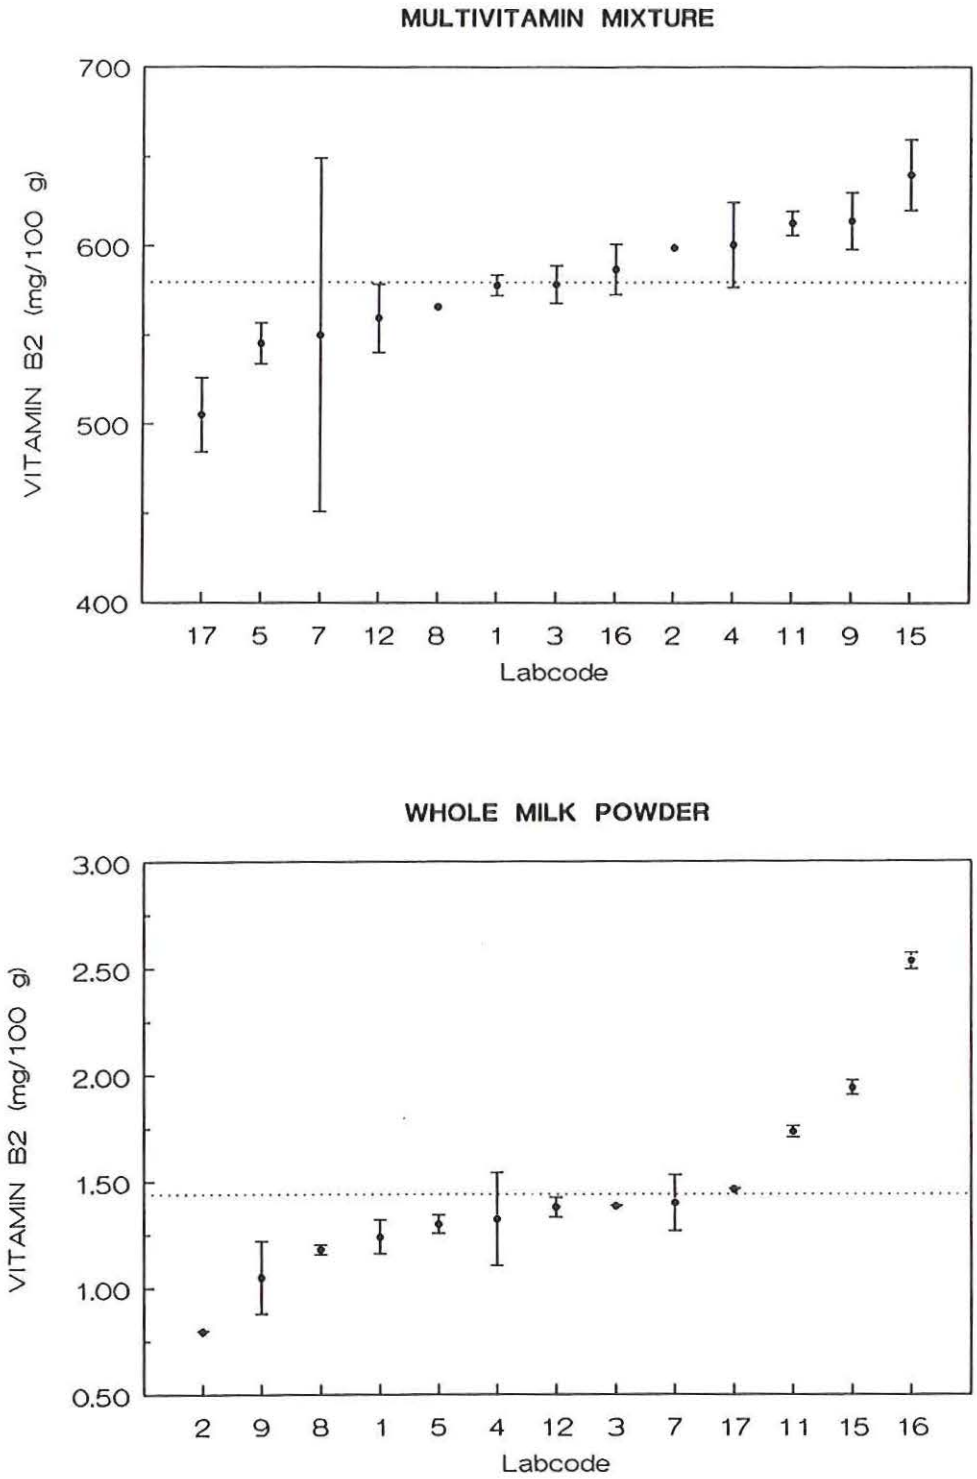 MULTIVITAMIN MIXTURE
700
600
500
400
VITAMIN B2 (mg/100 g)
17 5 7 12 8 1 3 16 2 4 11 9 15
Labcode
WHOLE MILK POWDER
3.00
2.50
2.00
1.50
1.00
0.50
VITAMIN B2 (mg/100 g)
2 9 8 1 5 4 12 3 7 17 11 15 16
Labcode